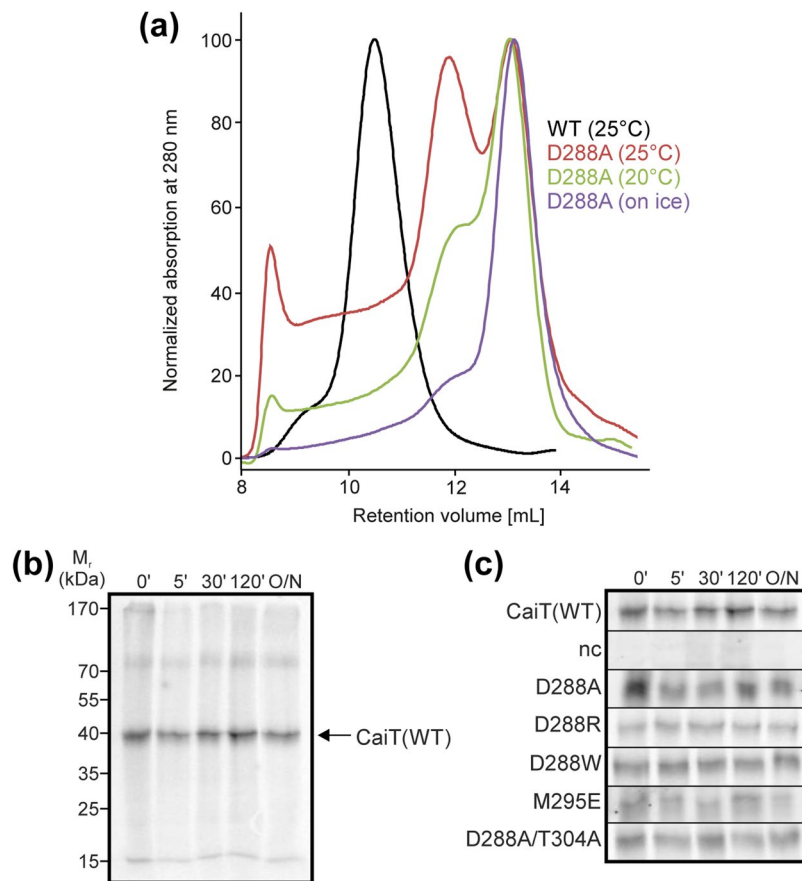 (a)
100
80
60
40
20
0
Normalized absorption at 280 nm
WT (25°C)
D288A (25°C)
D288A (20°C)
D288A (on ice)
8 10 12 14
Retention volume [mL]
(b)
Mr
(kDa)
0' 5' 30' 120' O/N
170
70
55
40
35
25
15
CaiT(WT)
(c)
0' 5' 30' 120' O/N
CaiT(WT)
nc
D288A
D288R
D288W
M295E
D288A/T304A